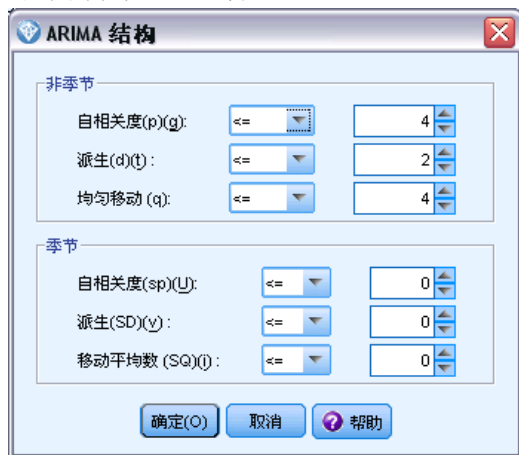 ARIMA 结构
非季节
自相关度(p)(g): <= 4
派生(d)(t) : <= 2
均匀移动 (q): <= 4
季节
自相关度(sp)(U): <= 0
派生(SD)(v) : <= 0
移动平均数 (SQ)(i) : <= 0
确定(O) 取消 帮助